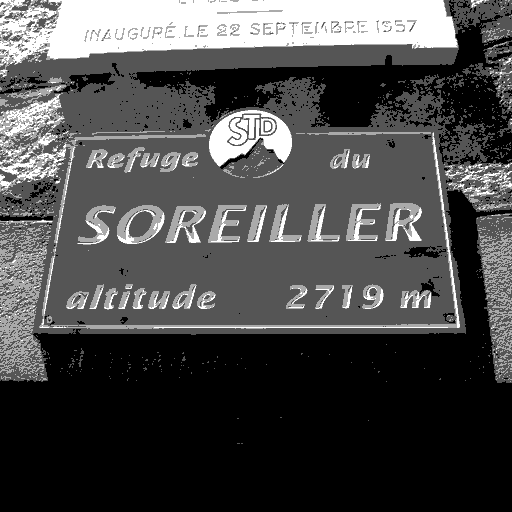 INAUGURÉ LE 22 SEPTEMBRE 1957
STD
Refuge du
SOREILLER
altitude 2719 m